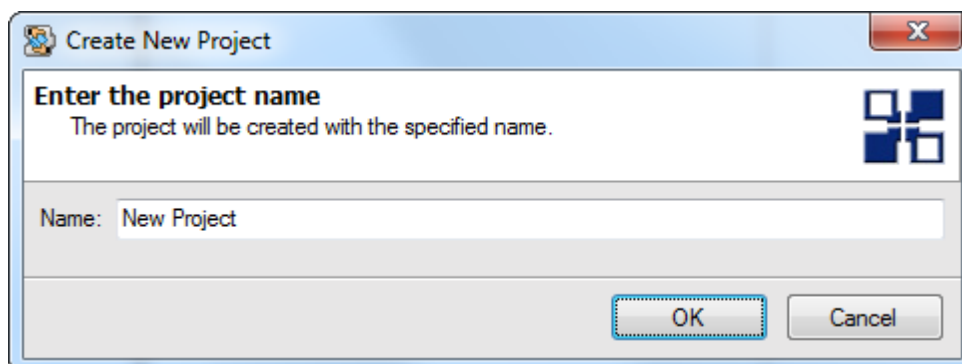 Create New Project
Enter the project name
The project will be created with the specified name.
Name: New Project
OK Cancel